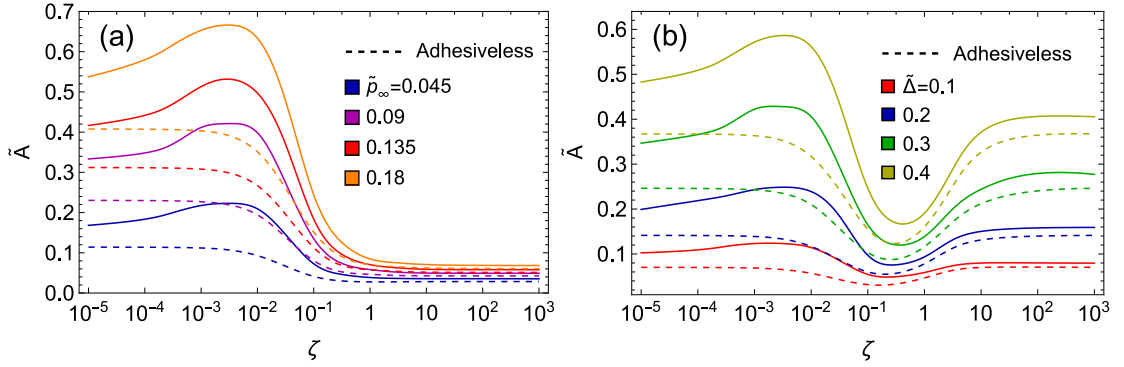 (a)
Adhesiveless
p̃∞=0.045
0.09
0.135
0.18
Ã
0.7
0.6
0.5
0.4
0.3
0.2
0.1
0.0
10⁻⁵ 10⁻⁴ 10⁻³ 10⁻² 10⁻¹ 1 10 10² 10³
ζ
(b)
Adhesiveless
Δ̃=0.1
0.2
0.3
0.4
Ã
0.6
0.5
0.4
0.3
0.2
0.1
10⁻⁵ 10⁻⁴ 10⁻³ 10⁻² 10⁻¹ 1 10 10² 10³
ζ